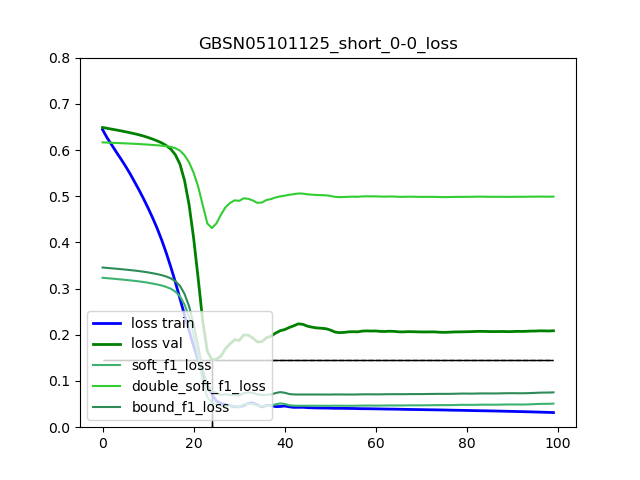 GBSN05101125_short_0-0_loss
0.8
0.7
0.6
0.5
0.4
0.3
0.2
0.1
0.0
loss train
loss val
soft_f1_loss
double_soft_f1_loss
bound_f1_loss
0 20 40 60 80 100